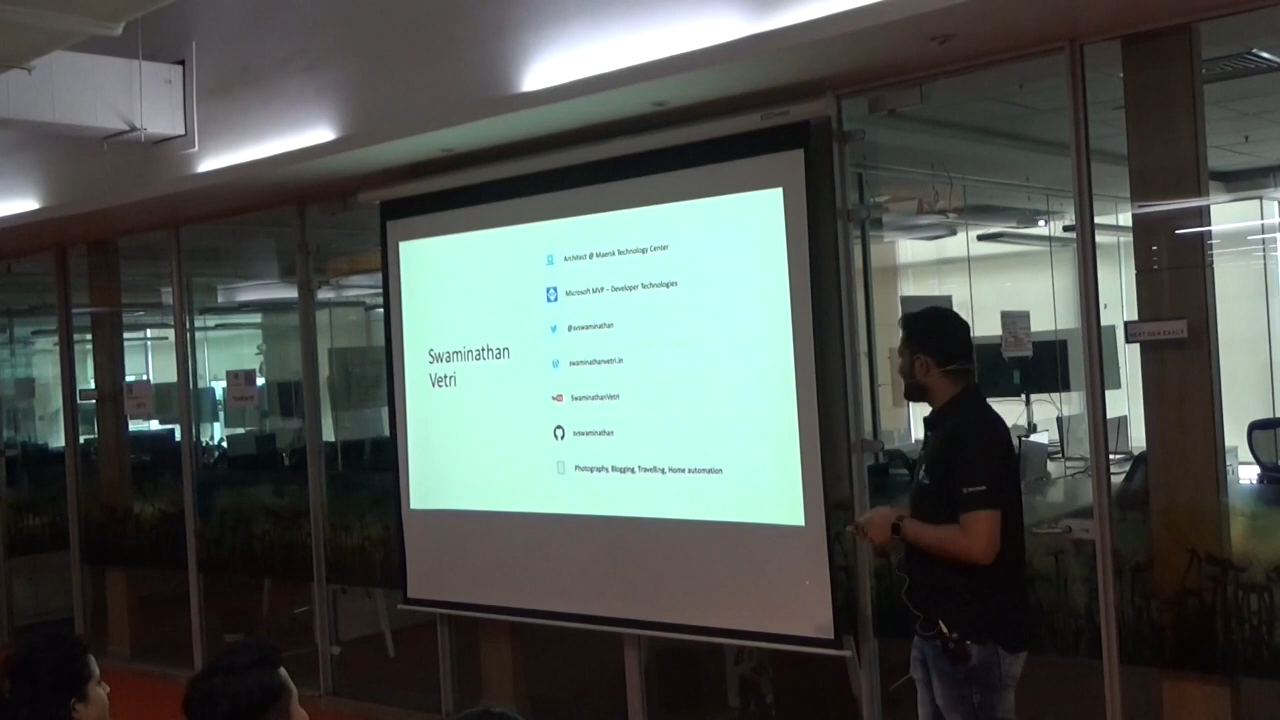 Swaminathan
Vetri
Architect @ Maersk Technology Center
Microsoft MVP – Developer Technologies
@svswaminathan
swaminathanvetri.in
SwaminathanVetri
svswaminathan
Photography, Blogging, Travelling, Home automation